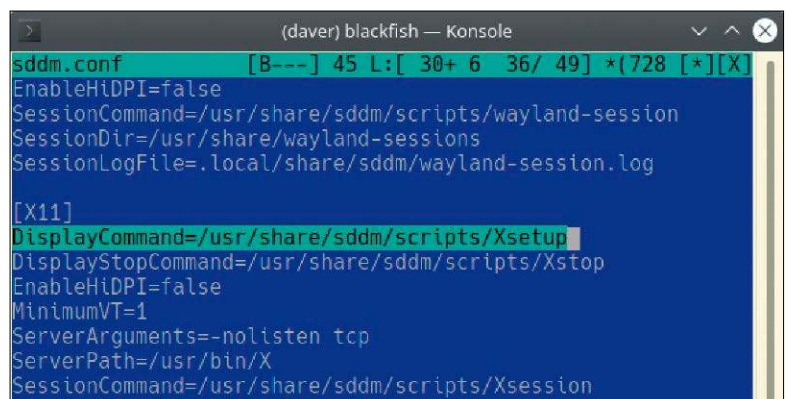 (daver) blackfish — Konsole
sddm.conf [B---] 45 L:[ 30+ 6 36/ 49] *(728 [*][X]
EnableHiDPI=false
SessionCommand=/usr/share/sddm/scripts/wayland-session
SessionDir=/usr/share/wayland-sessions
SessionLogFile=.local/share/sddm/wayland-session.log
[X11]
DisplayCommand=/usr/share/sddm/scripts/Xsetup
DisplayStopCommand=/usr/share/sddm/scripts/Xstop
EnableHiDPI=false
MinimumVT=1
ServerArguments=-nolisten tcp
ServerPath=/usr/bin/X
SessionCommand=/usr/share/sddm/scripts/Xsession